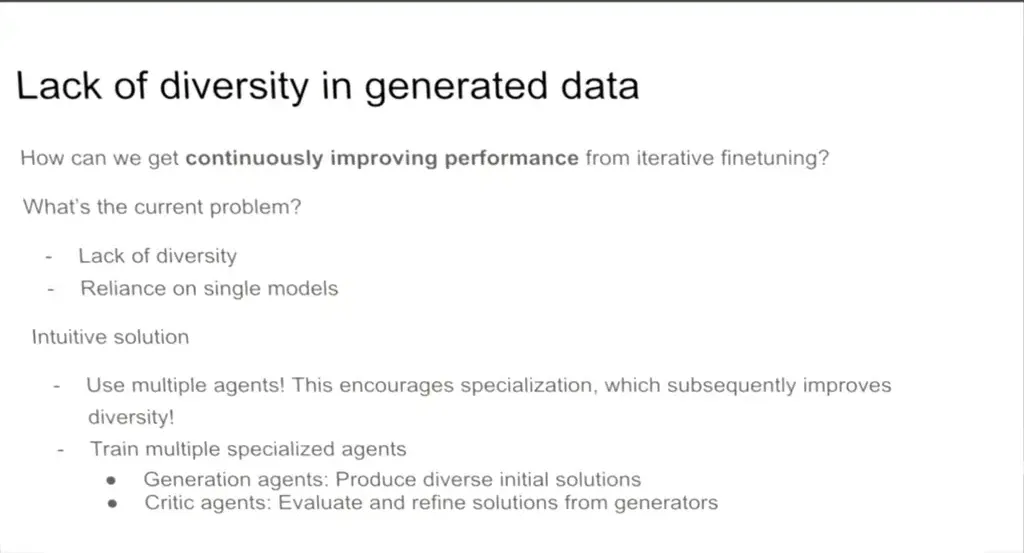 Lack of diversity in generated data
How can we get continuously improving performance from iterative finetuning?
What's the current problem?
- Lack of diversity
- Reliance on single models
Intuitive solution
- Use multiple agents! This encourages specialization, which subsequently improves
diversity!
- Train multiple specialized agents
● Generation agents: Produce diverse initial solutions
● Critic agents: Evaluate and refine solutions from generators